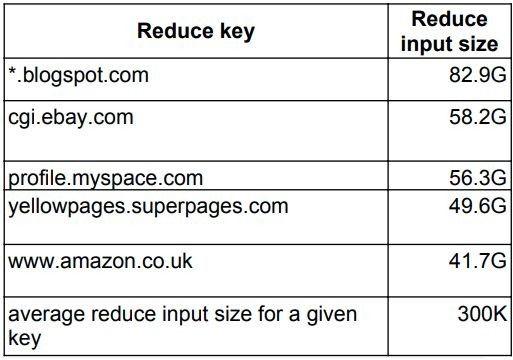 Reduce key Reduce
input size
*.blogspot.com 82.9G
cgi.ebay.com 58.2G
profile.myspace.com 56.3G
yellowpages.superpages.com 49.6G
www.amazon.co.uk 41.7G
average reduce input size for a given 300K
key